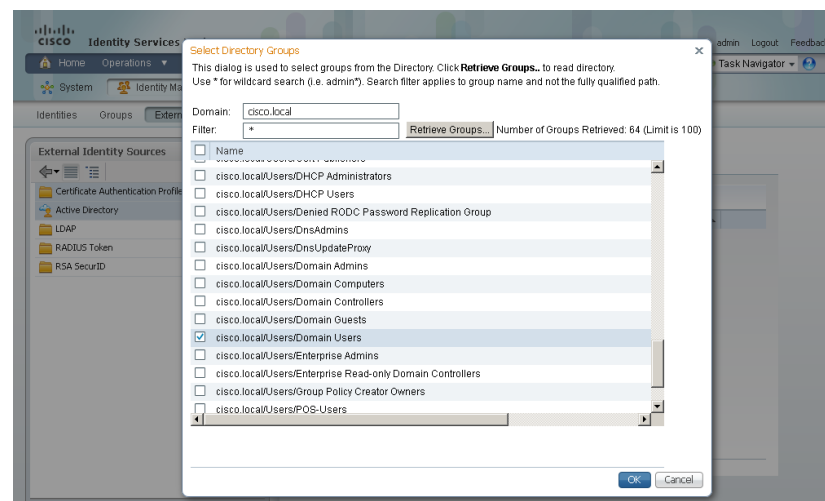 CISCO Identity Services
admin Logout Feedbac
Home Operations
Task Navigator
System Identity Ma
Identities Groups Extern
External Identity Sources
Certificate Authentication Profile
Active Directory
LDAP
RADIUS Token
RSA SecurID
Select Directory Groups
This dialog is used to select groups from the Directory. Click Retrieve Groups.. to read directory.
Use * for wildcard search (i.e. admin*). Search filter applies to group name and not the fully qualified path.
Domain: cisco.local
Filter: * Retrieve Groups... Number of Groups Retrieved: 64 (Limit is 100)
Name
cisco.local/Users/DHCP Administrators
cisco.local/Users/DHCP Users
cisco.local/Users/Denied RODC Password Replication Group
cisco.local/Users/DnsAdmins
cisco.local/Users/DnsUpdateProxy
cisco.local/Users/Domain Admins
cisco.local/Users/Domain Computers
cisco.local/Users/Domain Controllers
cisco.local/Users/Domain Guests
cisco.local/Users/Domain Users
cisco.local/Users/Enterprise Admins
cisco.local/Users/Enterprise Read-only Domain Controllers
cisco.local/Users/Group Policy Creator Owners
cisco.local/Users/POS-Users
OK Cancel